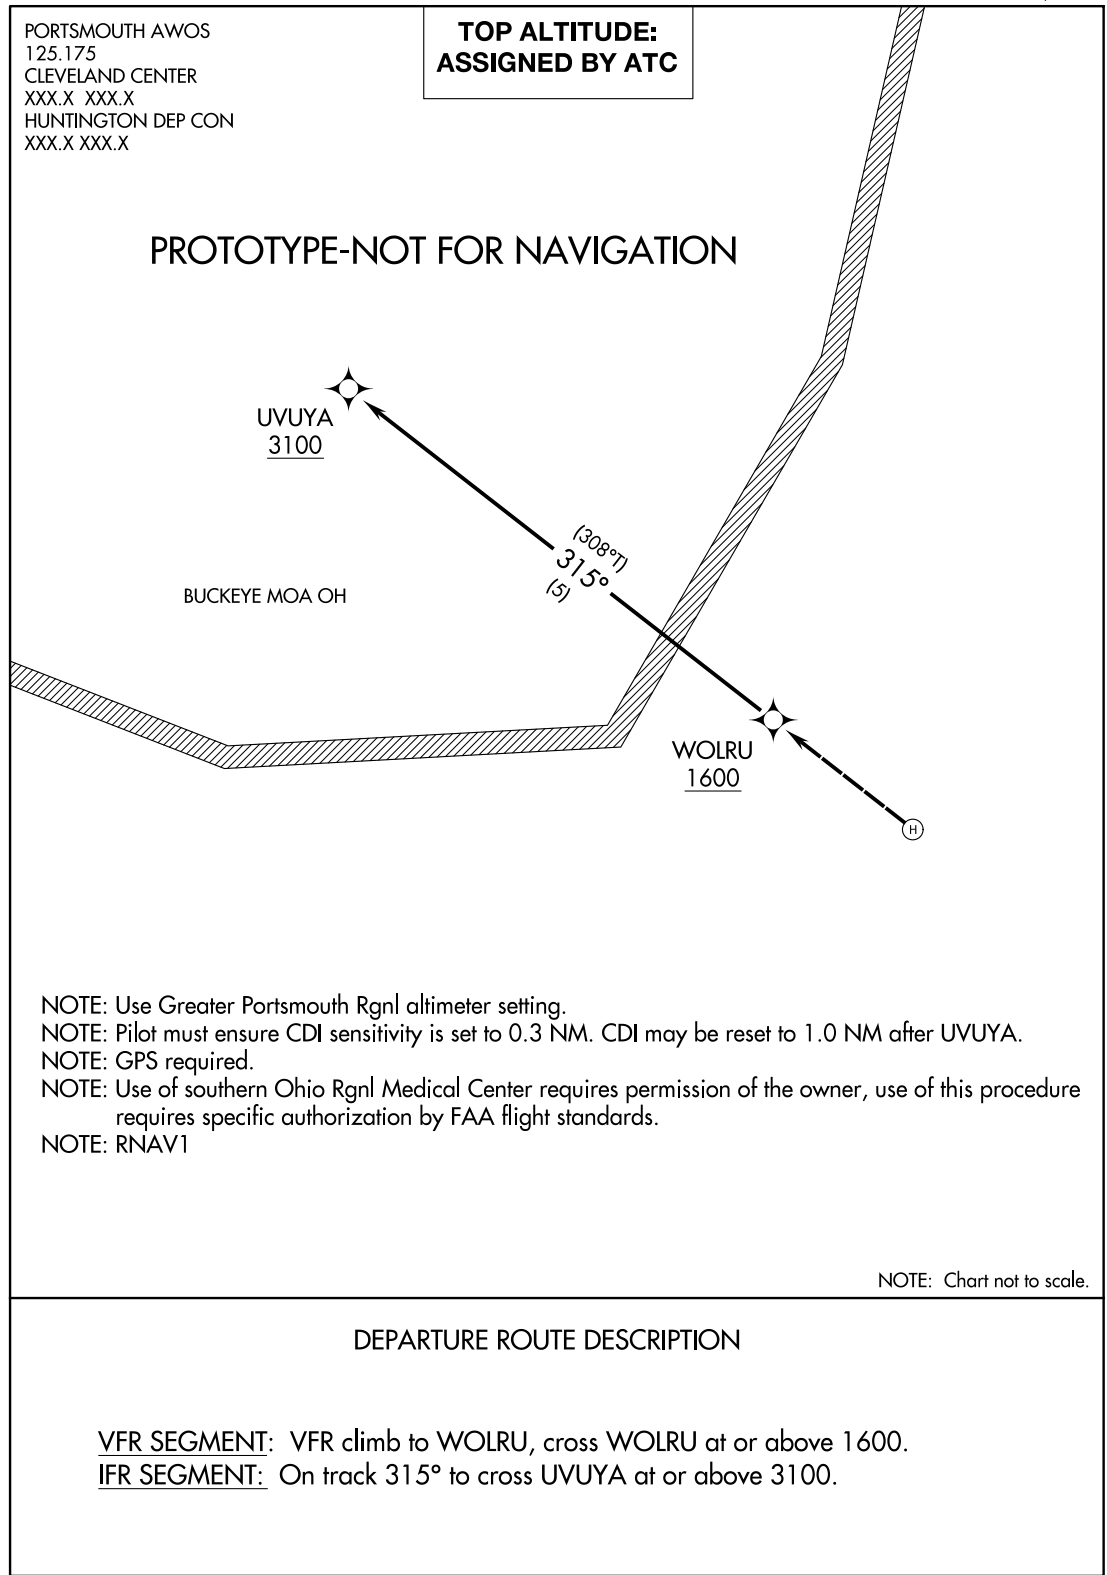 PORTSMOUTH AWOS
125.175
CLEVELAND CENTER
XXX.X XXX.X
HUNTINGTON DEP CON
XXX.X XXX.X
TOP ALTITUDE:
ASSIGNED BY ATC
PROTOTYPE-NOT FOR NAVIGATION
UVUYA
3100
(308°T)
315°
(5)
BUCKEYE MOA OH
WOLRU
1600
H
NOTE: Use Greater Portsmouth Rgnl altimeter setting.
NOTE: Pilot must ensure CDI sensitivity is set to 0.3 NM. CDI may be reset to 1.0 NM after UVUYA.
NOTE: GPS required.
NOTE: Use of southern Ohio Rgnl Medical Center requires permission of the owner, use of this procedure
requires specific authorization by FAA flight standards.
NOTE: RNAV1
NOTE: Chart not to scale.
DEPARTURE ROUTE DESCRIPTION
VFR SEGMENT: VFR climb to WOLRU, cross WOLRU at or above 1600.
IFR SEGMENT: On track 315° to cross UVUYA at or above 3100.